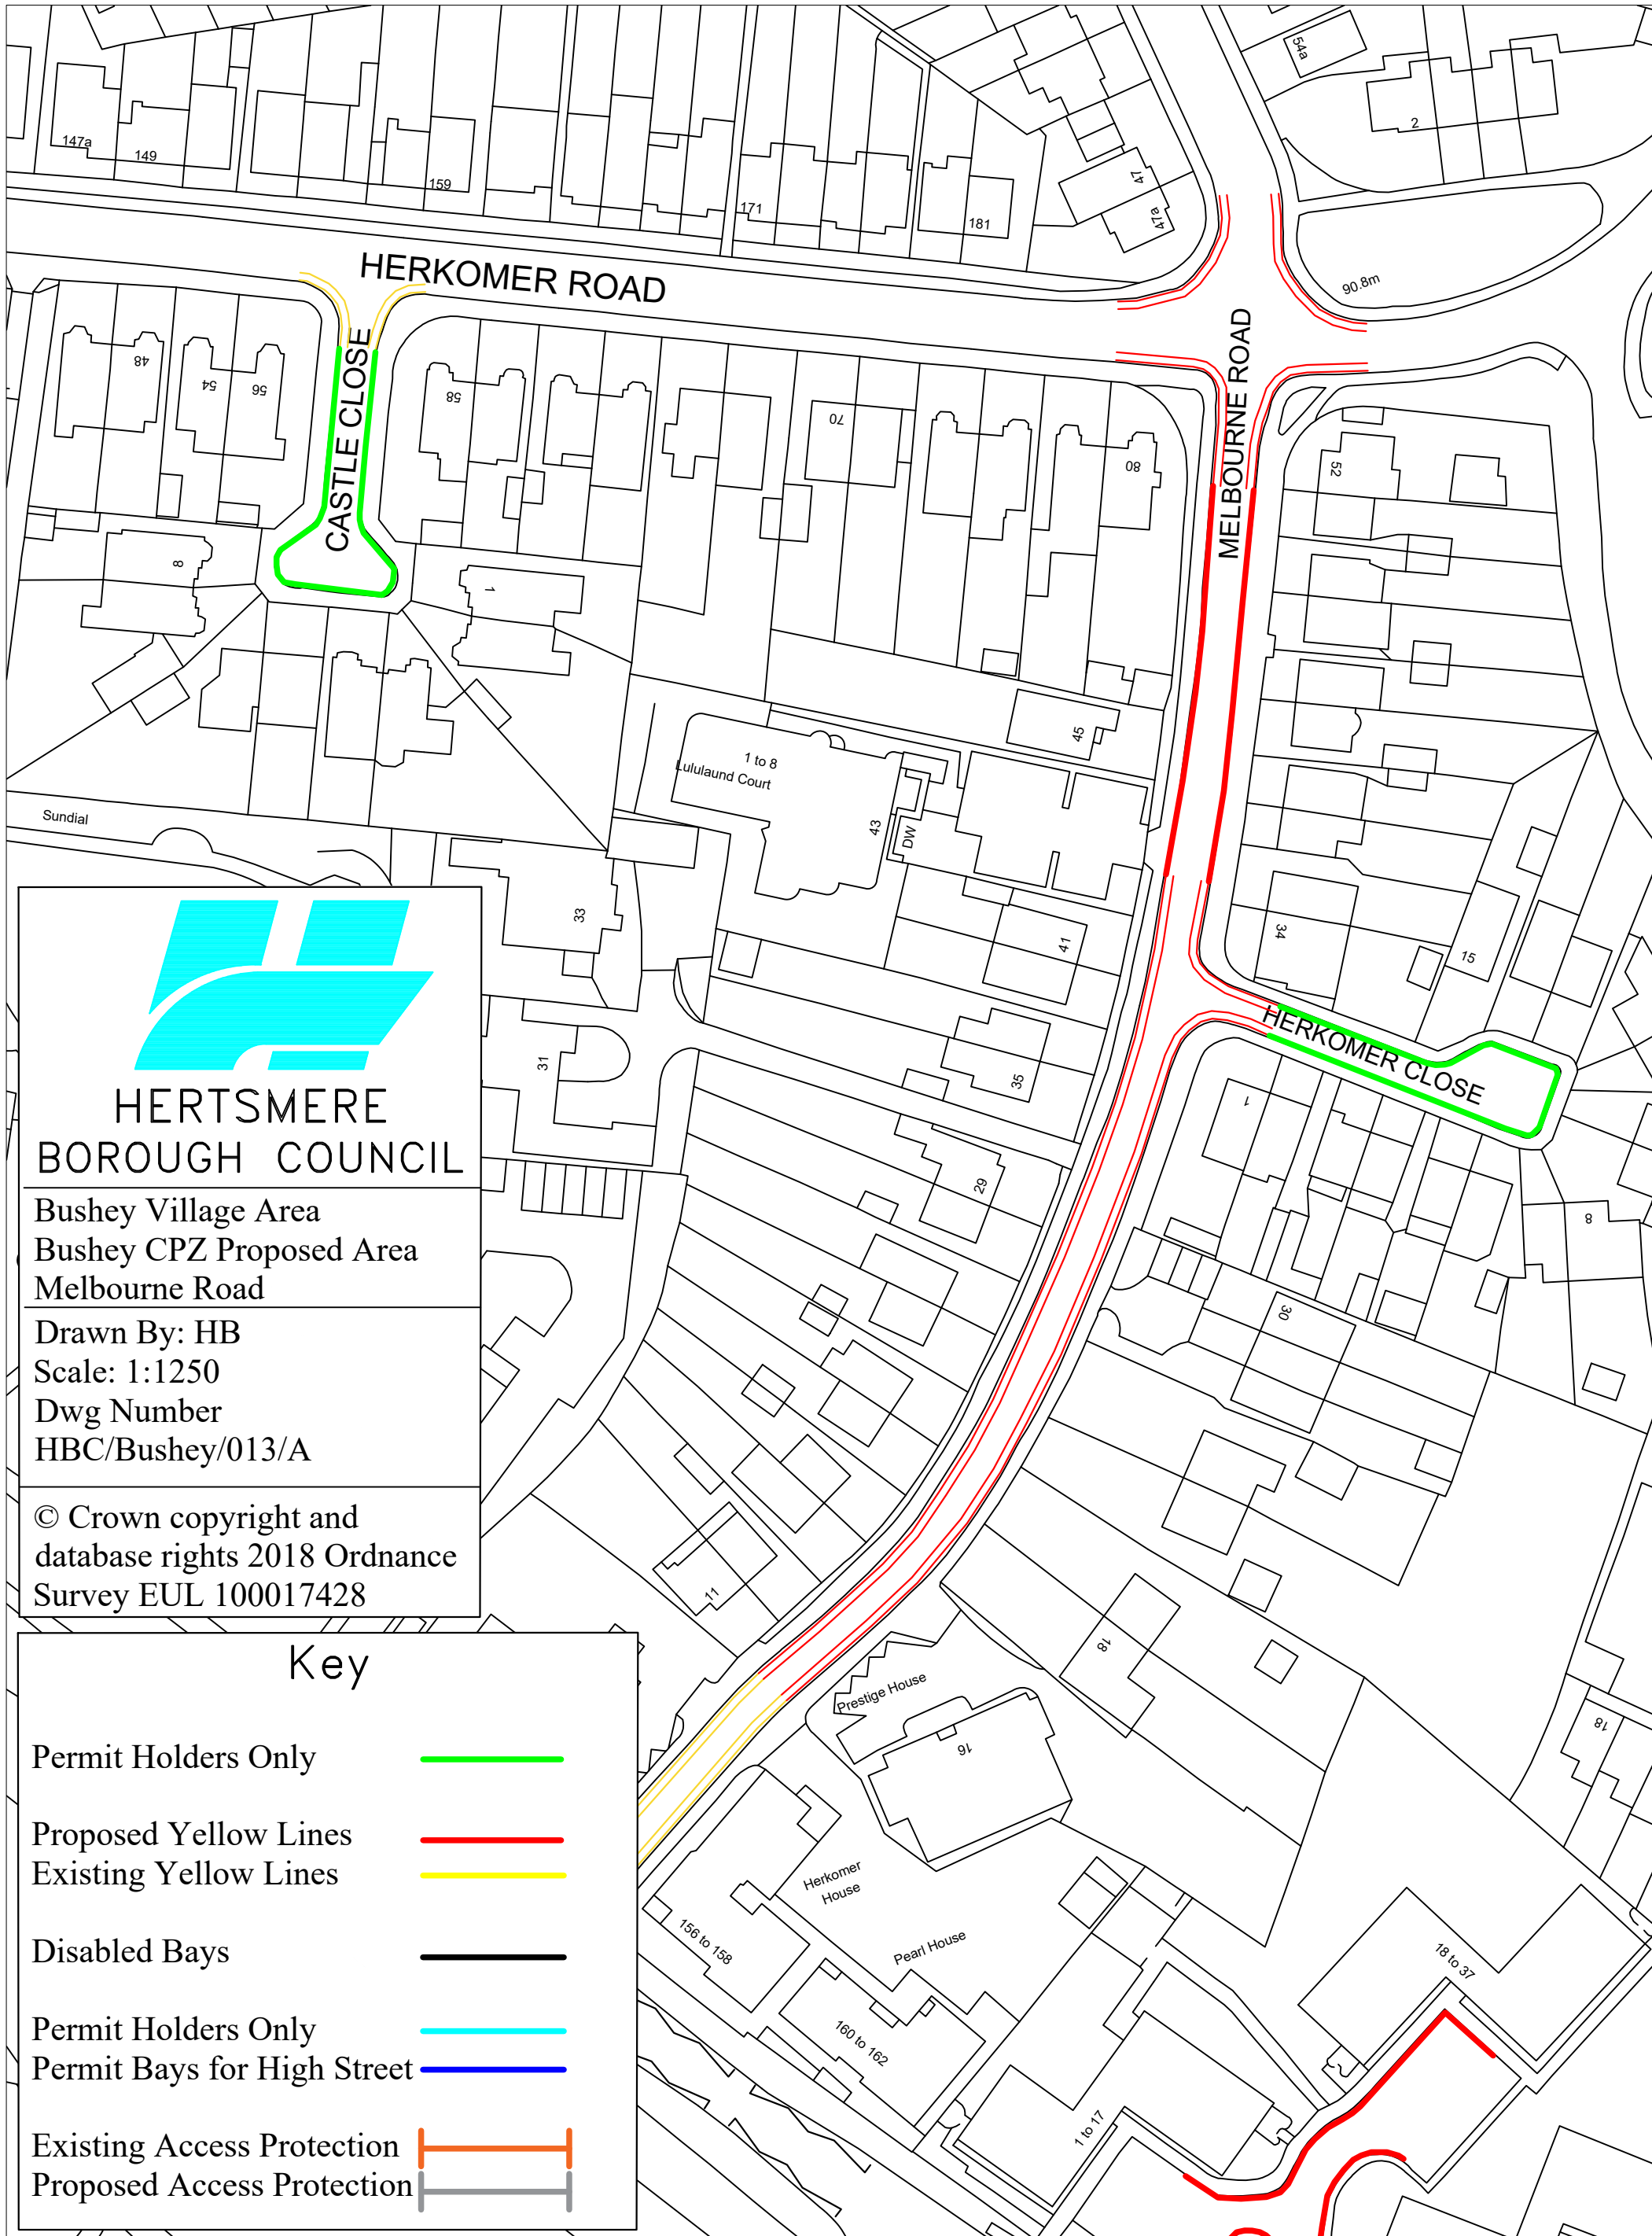 54a
2
147a
149
159
171
181
47
47a
90.8m
HERKOMER ROAD
MELBOURNE ROAD
CASTLE CLOSE
48
54
56
58
70
80
52
8
1
45
1 to 8
Lululaund Court
43
DW
Sundial
33
41
34
15
HERKOMER CLOSE
31
35
1
29
8
30
11
18
Prestige House
16
18
Herkomer
House
156 to 158
Pearl House
160 to 162
18 to 37
1 to 17
HERTSMERE
BOROUGH COUNCIL
Bushey Village Area
Bushey CPZ Proposed Area
Melbourne Road
Drawn By: HB
Scale: 1:1250
Dwg Number
HBC/Bushey/013/A
© Crown copyright and
database rights 2018 Ordnance
Survey EUL 100017428
Key
Permit Holders Only
Proposed Yellow Lines
Existing Yellow Lines
Disabled Bays
Permit Holders Only
Permit Bays for High Street
Existing Access Protection
Proposed Access Protection